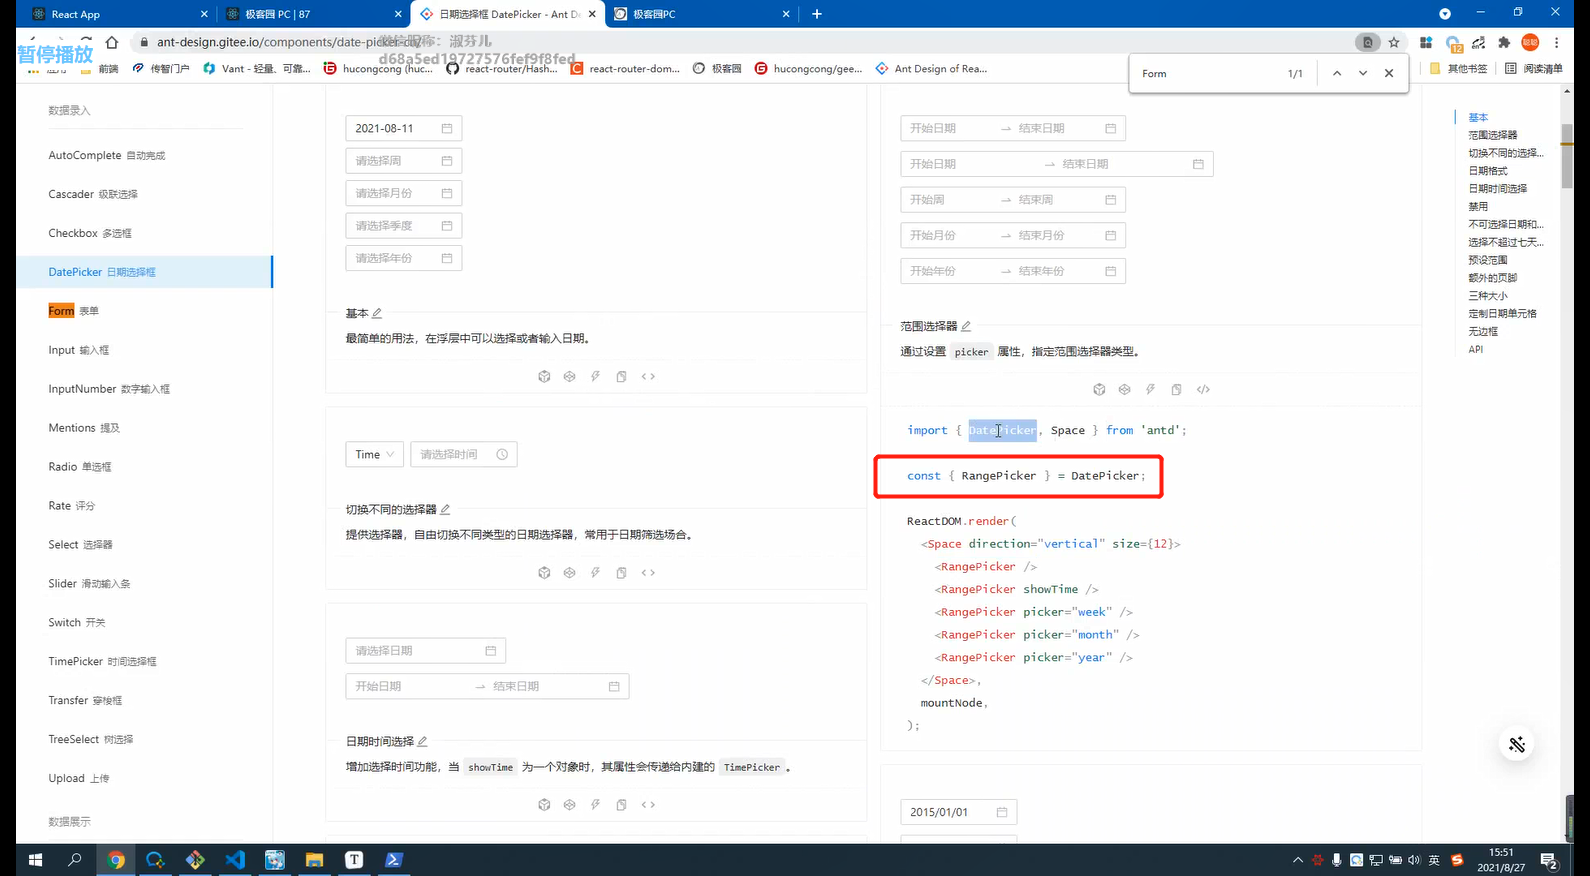 React App
极客园 PC | 87
日期选择框 DatePicker - Ant De
极客园PC
ant-design.gitee.io/components/date-picker-cn/
微信昵称：淑芬儿
d68a5ed19727576fef9f8fed
暂停播放
应用
前端
传智门户
Vant - 轻量、可靠...
hucongcong (huc...
react-router/Hash...
react-router-dom...
极客园
hucongcong/gee...
Ant Design of Rea...
其他书签
阅读清单
Form
1/1
12
聪聪
数据录入
AutoComplete 自动完成
Cascader 级联选择
Checkbox 多选框
DatePicker 日期选择框
Form 表单
Input 输入框
InputNumber 数字输入框
Mentions 提及
Radio 单选框
Rate 评分
Select 选择器
Slider 滑动输入条
Switch 开关
TimePicker 时间选择框
Transfer 穿梭框
TreeSelect 树选择
Upload 上传
数据展示
2021-08-11
请选择周
请选择月份
请选择季度
请选择年份
基本
最简单的用法，在浮层中可以选择或者输入日期。
Time
请选择时间
切换不同的选择器
提供选择器，自由切换不同类型的日期选择器，常用于日期筛选场合。
请选择日期
开始日期 → 结束日期
日期时间选择
增加选择时间功能，当 showTime 为一个对象时，其属性会传递给内建的 TimePicker 。
开始日期 → 结束日期
开始日期 → 结束日期
开始周 → 结束周
开始月份 → 结束月份
开始年份 → 结束年份
范围选择器
通过设置 picker 属性，指定范围选择器类型。
import { DatePicker, Space } from 'antd';
const { RangePicker } = DatePicker;
ReactDOM.render(
<Space direction="vertical" size={12}>
<RangePicker />
<RangePicker showTime />
<RangePicker picker="week" />
<RangePicker picker="month" />
<RangePicker picker="year" />
</Space>,
mountNode,
);
2015/01/01
基本
范围选择器
切换不同的选择...
日期格式
日期时间选择
禁用
不可选择日期和...
选择不超过七天...
预设范围
额外的页脚
三种大小
定制日期单元格
无边框
API
英
15:51
2021/8/27
2